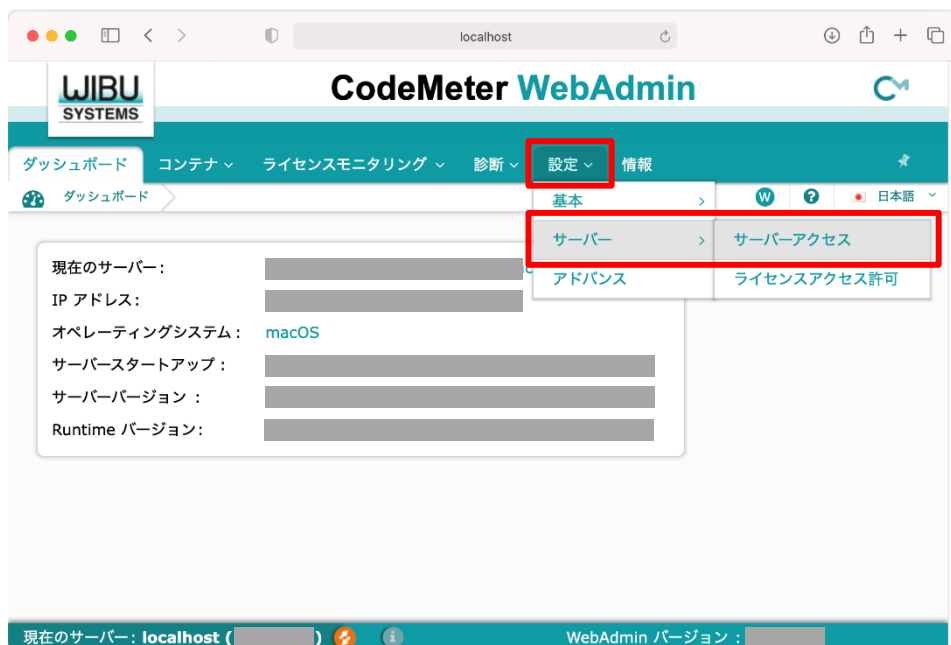 localhost
WIBU
SYSTEMS
CodeMeter WebAdmin
ダッシュボード コンテナ ライセンスモニタリング 診断 設定 情報
ダッシュボード
基本
W ? 日本語
サーバー
サーバーアクセス
アドバンス
ライセンスアクセス許可
現在のサーバー:
IP アドレス:
オペレーティングシステム: macOS
サーバースタートアップ:
サーバーバージョン :
Runtime バージョン:
現在のサーバー: localhost ( ) i WebAdmin バージョン :